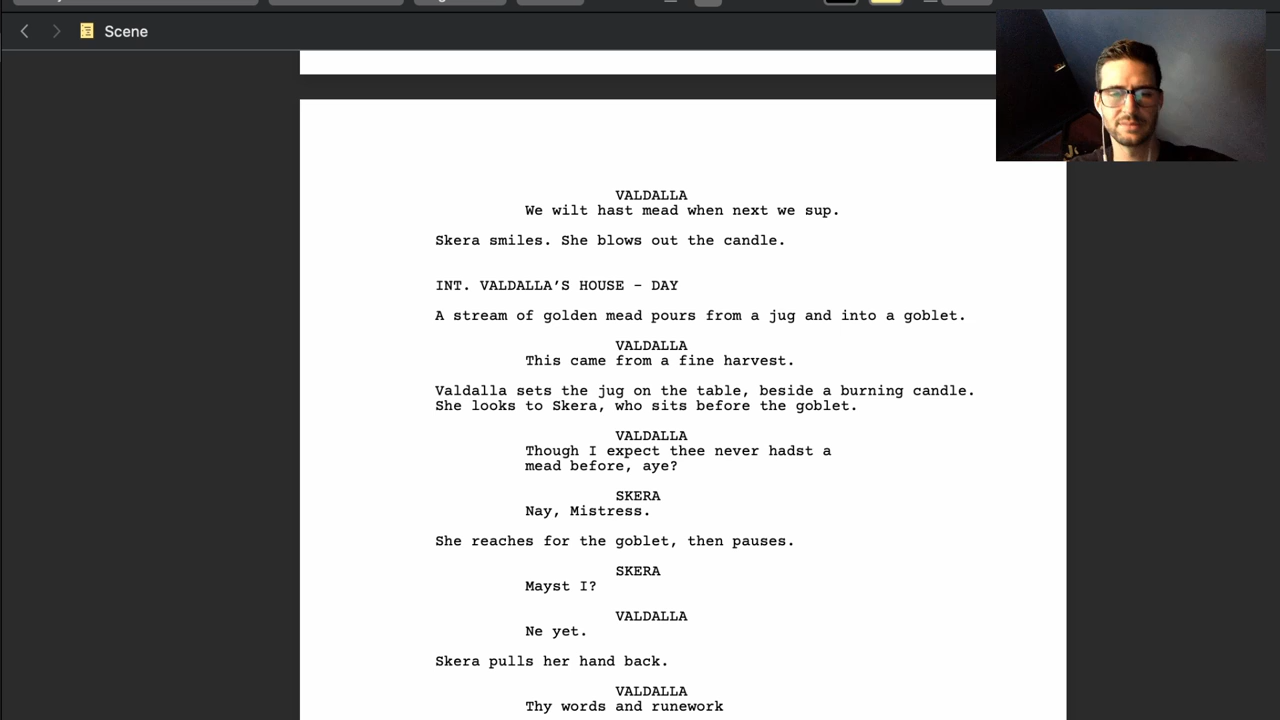 Scene
VALDALLA
We wilt hast mead when next we sup.
Skera smiles. She blows out the candle.
INT. VALDALLA'S HOUSE - DAY
A stream of golden mead pours from a jug and into a goblet.
VALDALLA
This came from a fine harvest.
Valdalla sets the jug on the table, beside a burning candle.
She looks to Skera, who sits before the goblet.
VALDALLA
Though I expect thee never hadst a
mead before, aye?
SKERA
Nay, Mistress.
She reaches for the goblet, then pauses.
SKERA
Mayst I?
VALDALLA
Ne yet.
Skera pulls her hand back.
VALDALLA
Thy words and runework